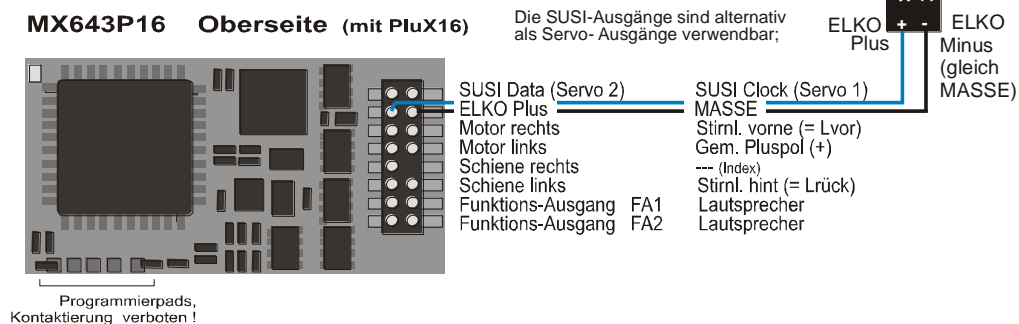 MX643P16 Oberseite (mit PluX16)
Die SUSI-Ausgänge sind alternativ
als Servo- Ausgänge verwendbar;
ELKO
Plus
+ -
ELKO
Minus
(gleich
MASSE)
SUSI Data (Servo 2) SUSI Clock (Servo 1)
ELKO Plus MASSE
Motor rechts Stirnl. vorne (= Lvor)
Motor links Gem. Pluspol (+)
Schiene rechts --- (Index)
Schiene links Stirnl. hint (= Lrück)
Funktions-Ausgang FA1 Lautsprecher
Funktions-Ausgang FA2 Lautsprecher
Programmierpads,
Kontaktierung verboten !